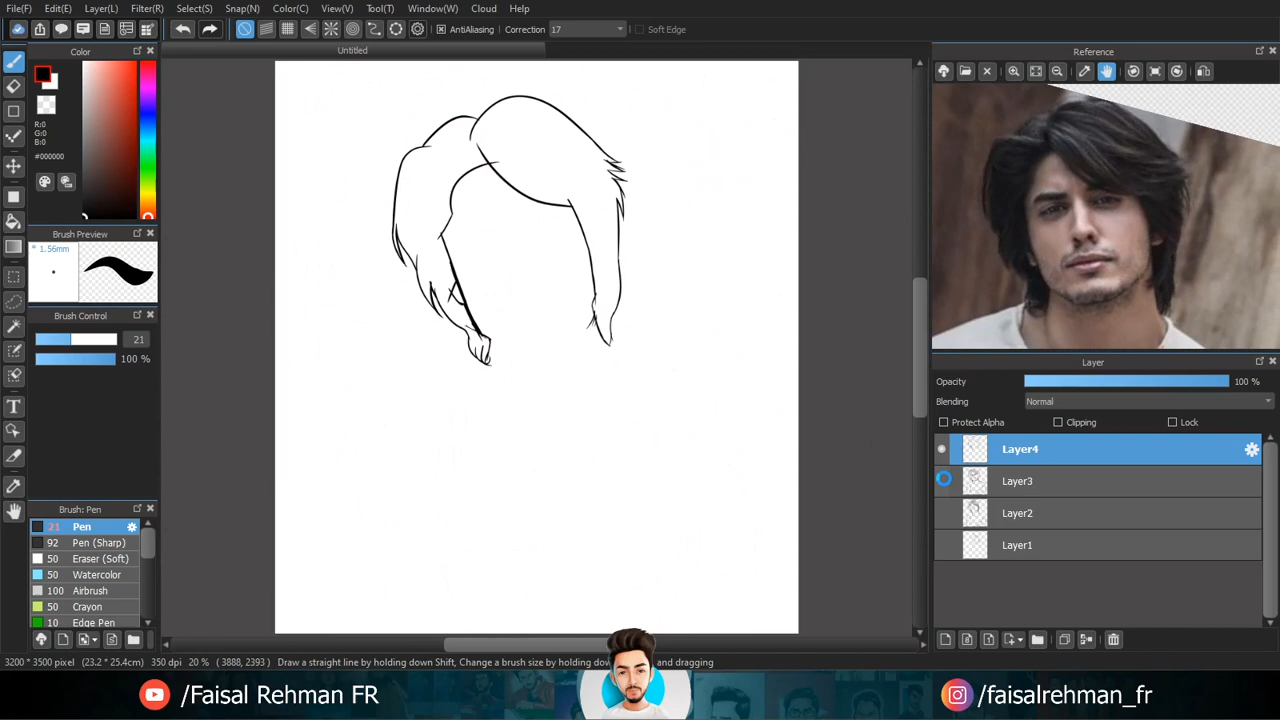 File(F) Edit(E) Layer(L) Filter(R) Select(S) Snap(N) Color(C) View(V) Tool(T) Window(W) Cloud Help
AntiAliasing Correction 17 Soft Edge
Color
Untitled
Reference
R:0
G:0
B:0
#000000
Brush Preview
* 1.56mm
Brush Control
21
100 %
Layer
Opacity 100 %
Blending Normal
Protect Alpha Clipping Lock
Layer4
Layer3
Layer2
Layer1
Brush: Pen
21 Pen
92 Pen (Sharp)
50 Eraser (Soft)
50 Watercolor
100 Airbrush
50 Crayon
10 Edge Pen
3200 * 3500 pixel (23.2 * 25.4cm) 350 dpi 20 % ( 3888, 2393 ) Draw a straight line by holding down Shift, Change a brush size by holding dow and dragging
/Faisal Rehman FR
/faisalrehman_fr